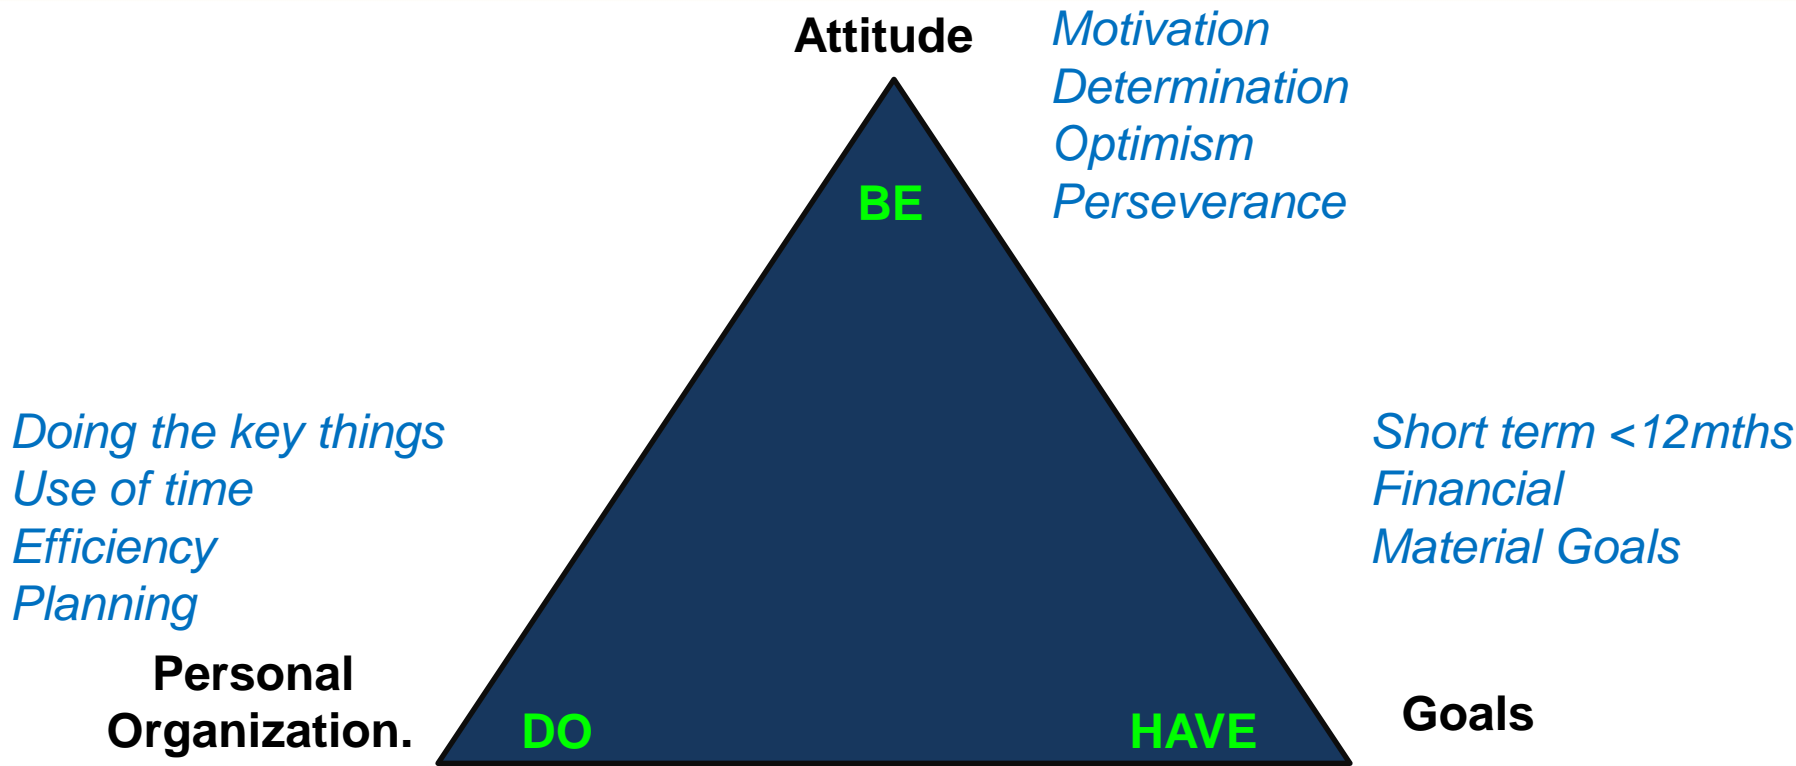 Attitude
Motivation
Determination
Optimism
Perseverance
BE
Doing the key things
Use of time
Efficiency
Planning
Short term <12mths
Financial
Material Goals
Personal
Organization.
DO
HAVE
Goals